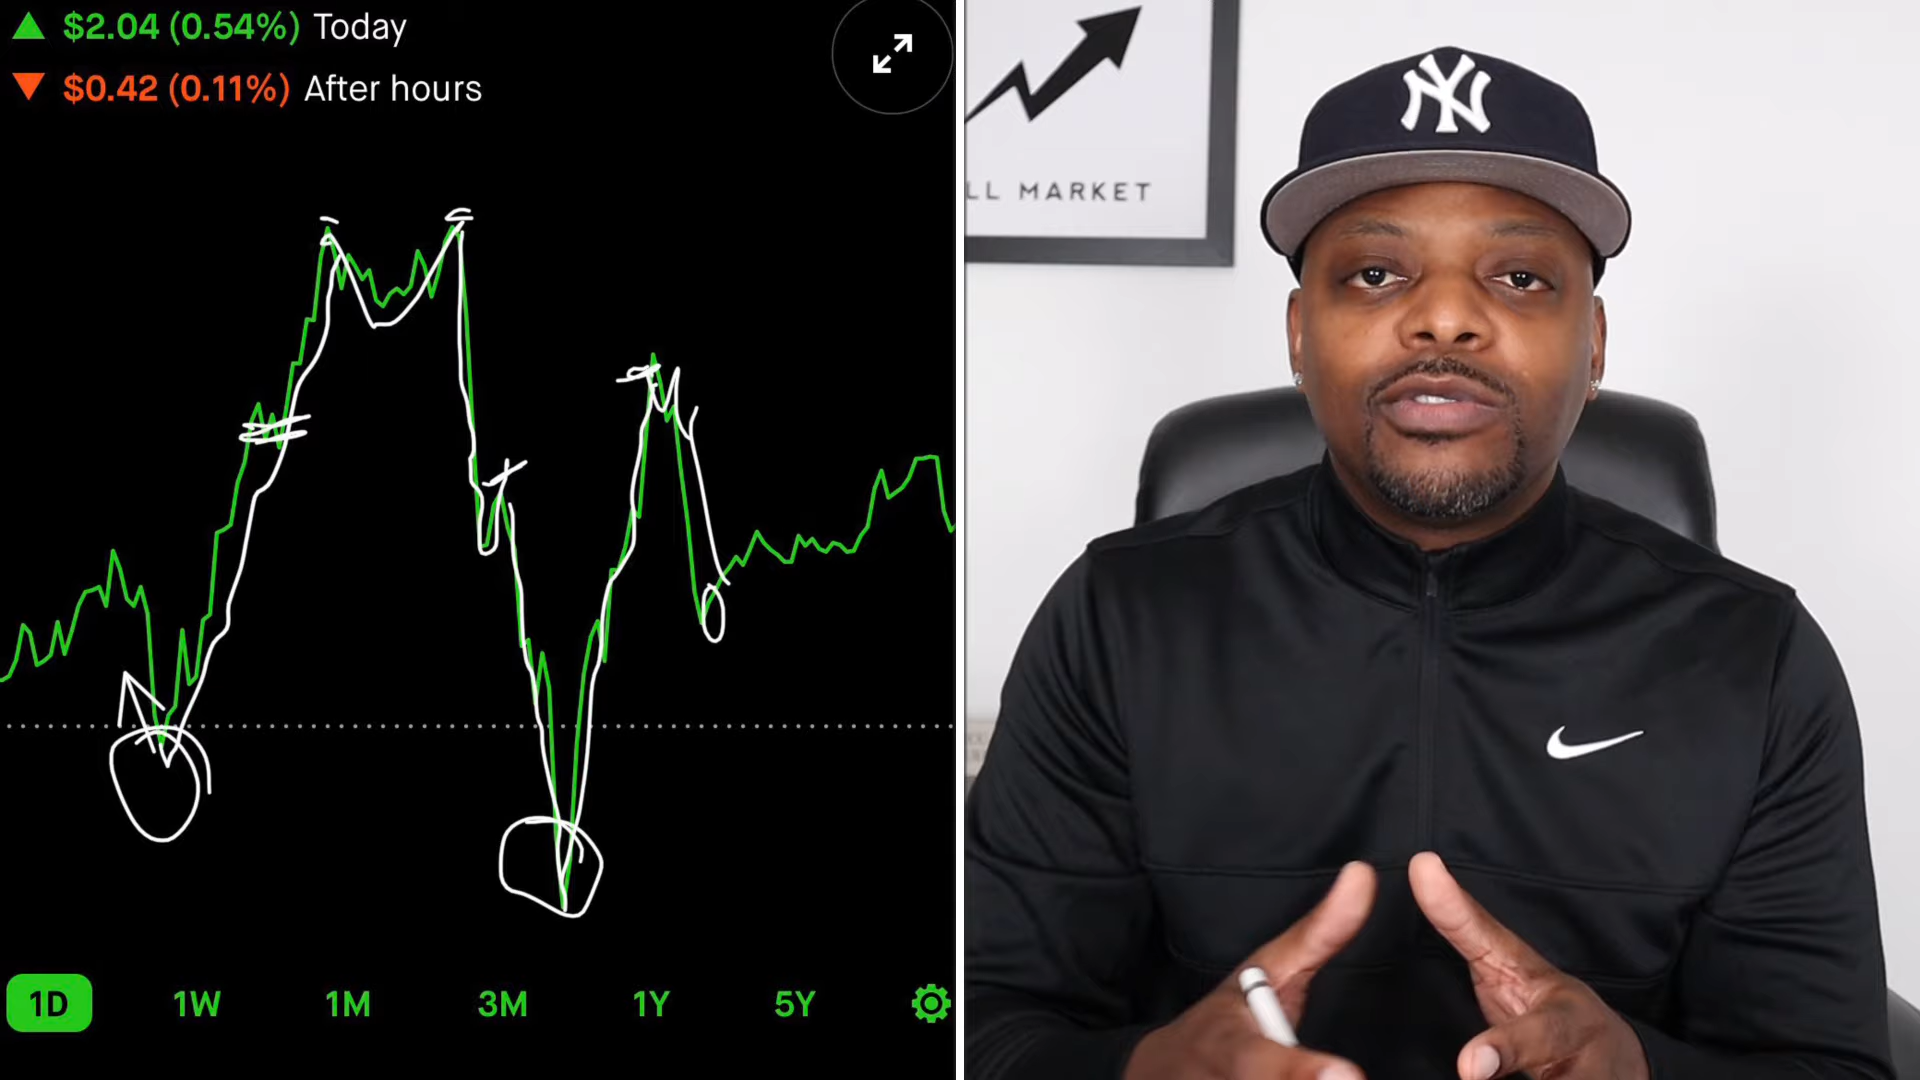 $2.04 (0.54%) Today
$0.42 (0.11%) After hours
1D 1W 1M 3M 1Y 5Y
LL MARKET
NY